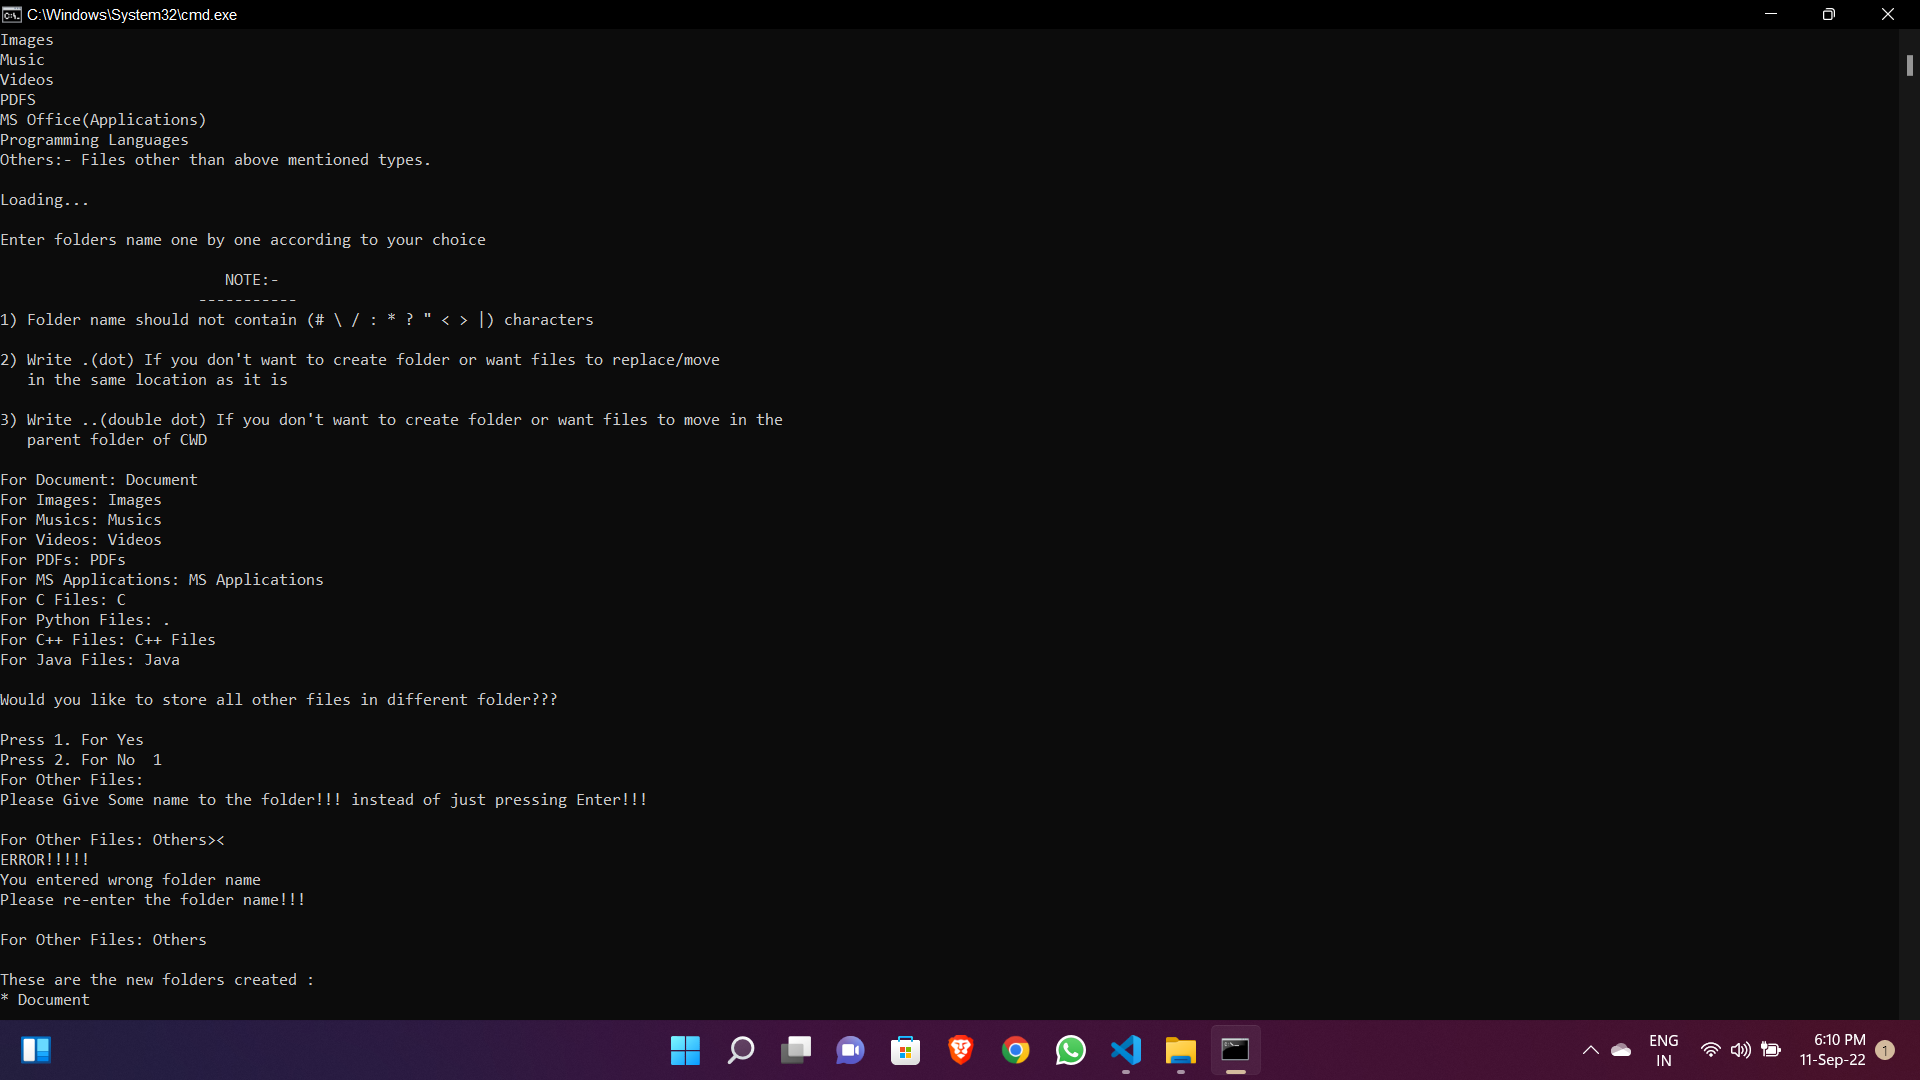 C:\Windows\System32\cmd.exe
Images
Music
Videos
PDFS
MS Office(Applications)
Programming Languages
Others:- Files other than above mentioned types.
Loading...
Enter folders name one by one according to your choice
NOTE:-
-----------
1) Folder name should not contain (# \ / : * ? " < > |) characters
2) Write .(dot) If you don't want to create folder or want files to replace/move
in the same location as it is
3) Write ..(double dot) If you don't want to create folder or want files to move in the
parent folder of CWD
For Document: Document
For Images: Images
For Musics: Musics
For Videos: Videos
For PDFs: PDFs
For MS Applications: MS Applications
For C Files: C
For Python Files: .
For C++ Files: C++ Files
For Java Files: Java
Would you like to store all other files in different folder???
Press 1. For Yes
Press 2. For No  1
For Other Files:
Please Give Some name to the folder!!! instead of just pressing Enter!!!
For Other Files: Others><
ERROR!!!!!
You entered wrong folder name
Please re-enter the folder name!!!
For Other Files: Others
These are the new folders created :
* Document
ENG
IN
6:10 PM
11-Sep-22
1